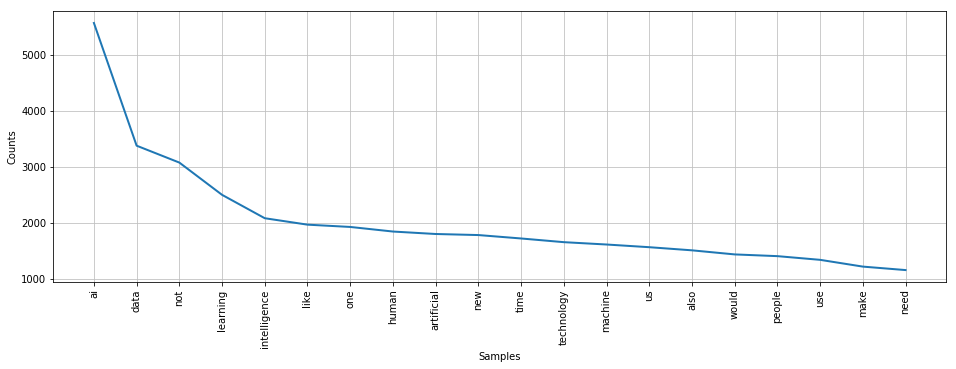 5000
4000
3000
2000
1000
Counts
ai
data
not
learning
intelligence
like
one
human
artificial
new
time
technology
machine
us
also
would
people
use
make
need
Samples